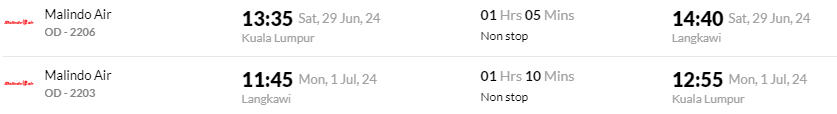 Malindo Air
OD - 2206
13:35 Sat, 29 Jun, 24
Kuala Lumpur
01 Hrs 05 Mins
Non stop
14:40 Sat, 29 Jun, 24
Langkawi
Malindo Air
OD - 2203
11:45 Mon, 1 Jul, 24
Langkawi
01 Hrs 10 Mins
Non stop
12:55 Mon, 1 Jul, 24
Kuala Lumpur